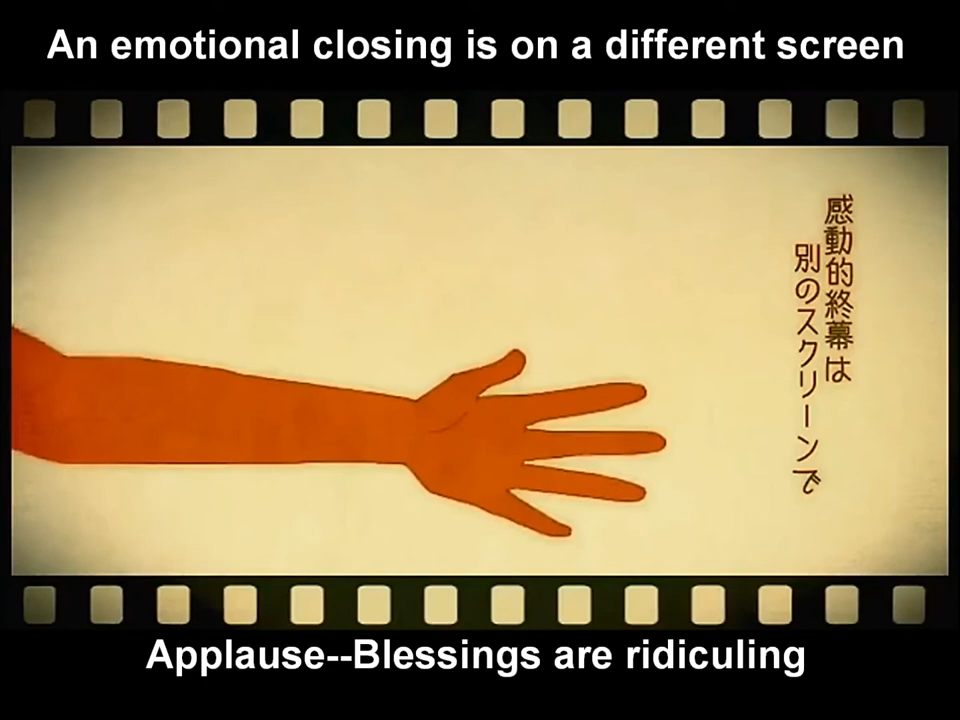 An emotional closing is on a different screen
感動的終幕は
別のスクリーンで
Applause--Blessings are ridiculing